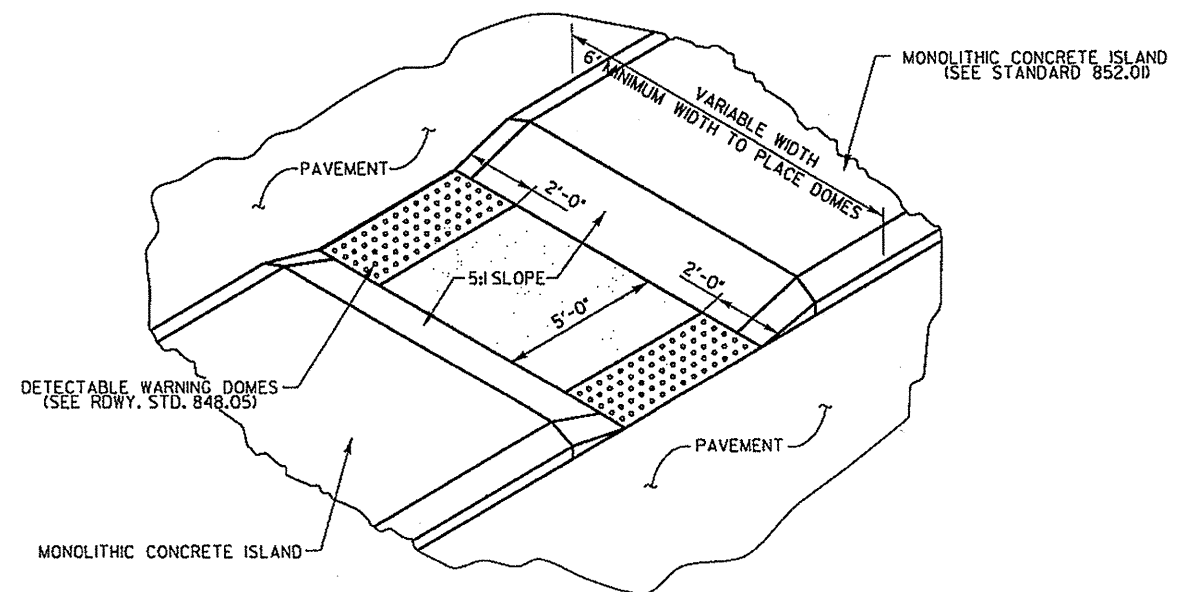 MONOLITHIC CONCRETE ISLAND
(SEE STANDARD 852.01)
VARIABLE WIDTH
6' MINIMUM WIDTH TO PLACE DOMES
PAVEMENT
2'-0"
5:1 SLOPE
2'-0"
5'-0"
DETECTABLE WARNING DOMES
(SEE RDWY. STD. 848.05)
PAVEMENT
MONOLITHIC CONCRETE ISLAND